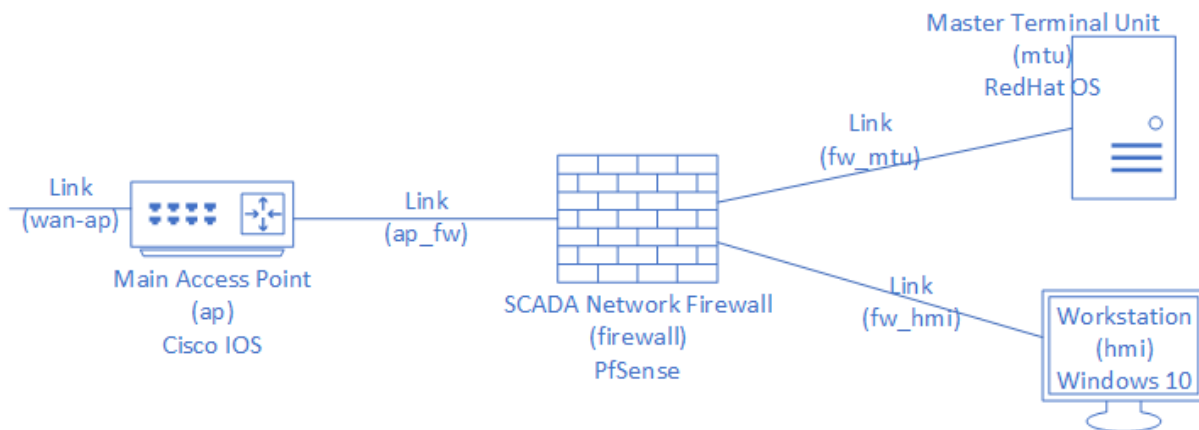 Master Terminal Unit
(mtu)
RedHat OS
Link
(fw_mtu)
Link
(wan-ap)
Link
(ap_fw)
Main Access Point
(ap)
Cisco IOS
SCADA Network Firewall
(firewall)
PfSense
Link
(fw_hmi)
Workstation
(hmi)
Windows 10